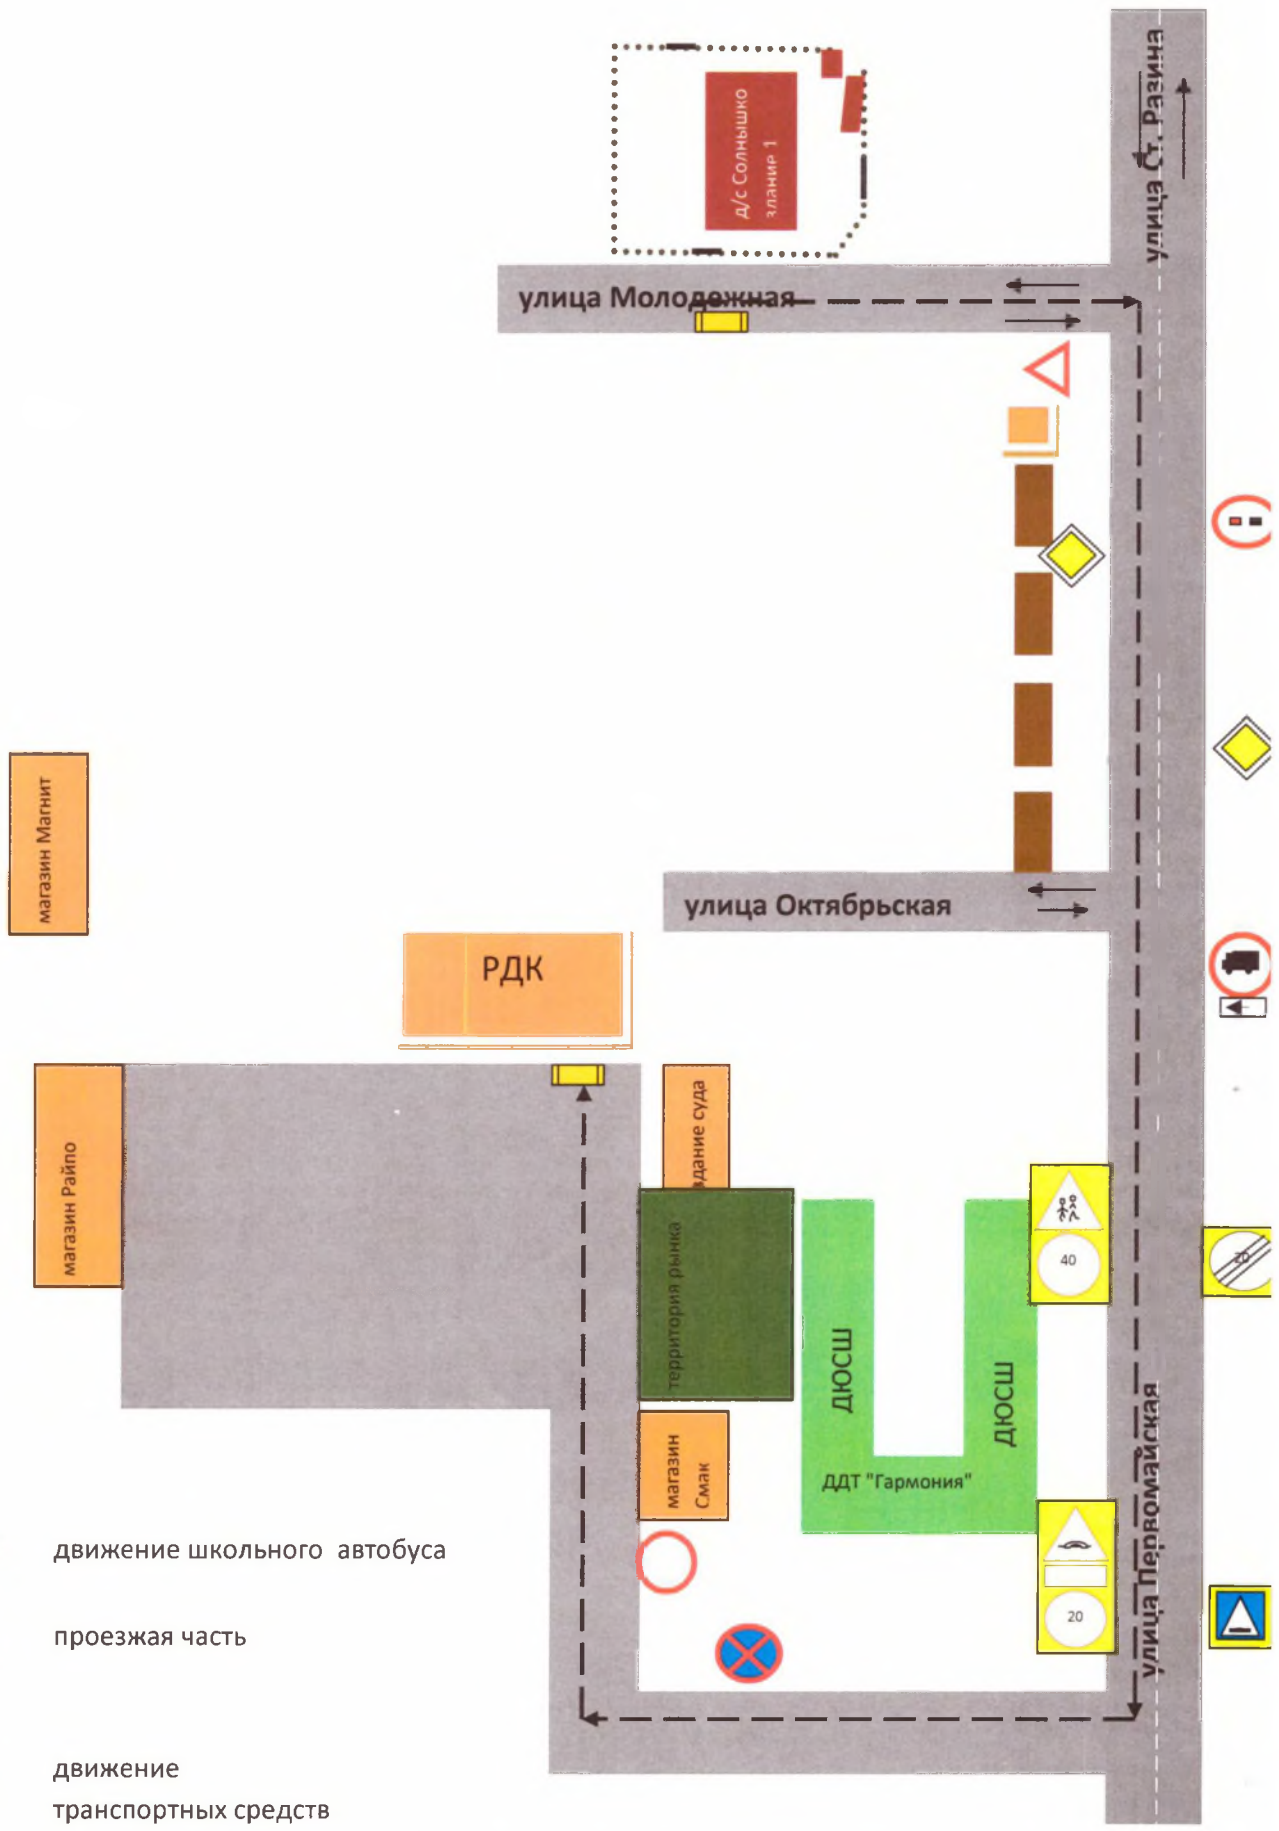 улица Ст. Разина
д/с Солнышко
здание 1
улица Молодежная
магазин Магнит
улица Октябрьская
РДК
магазин Райпо
здание суда
территория рынка
40
20
ДЮСШ
ДЮСШ
ДДТ "Гармония"
магазин
Смак
улица Первомайская
20
движение школьного автобуса
проезжая часть
движение
транспортных средств